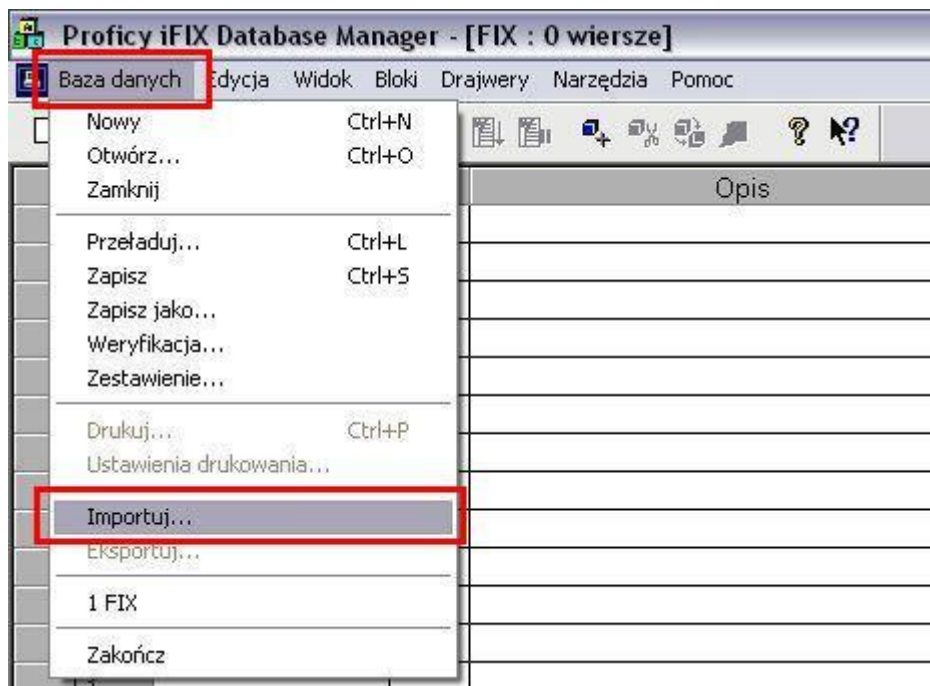 Proficy iFIX Database Manager - [FIX : 0 wiersze]
Baza danych Edycja Widok Bloki Drajwery Narzędzia Pomoc
Nowy Ctrl+N
Otwórz... Ctrl+O
Zamknij
Opis
Przeładuj... Ctrl+L
Zapisz Ctrl+S
Zapisz jako...
Weryfikacja...
Zestawienie...
Drukuj... Ctrl+P
Ustawienia drukowania...
Importuj...
Eksportuj...
1 FIX
Zakończ